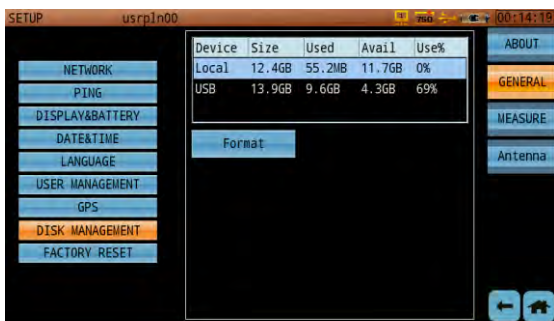 SETUP usrpln00 750 00:14:19
NETWORK
PING
DISPLAY&BATTERY
DATE&TIME
LANGUAGE
USER MANAGEMENT
GPS
DISK MANAGEMENT
FACTORY RESET
Device Size Used Avail Use%
Local 12.4GB 55.2MB 11.7GB 0%
USB 13.9GB 9.6GB 4.3GB 69%
Format
ABOUT
GENERAL
MEASURE
Antenna